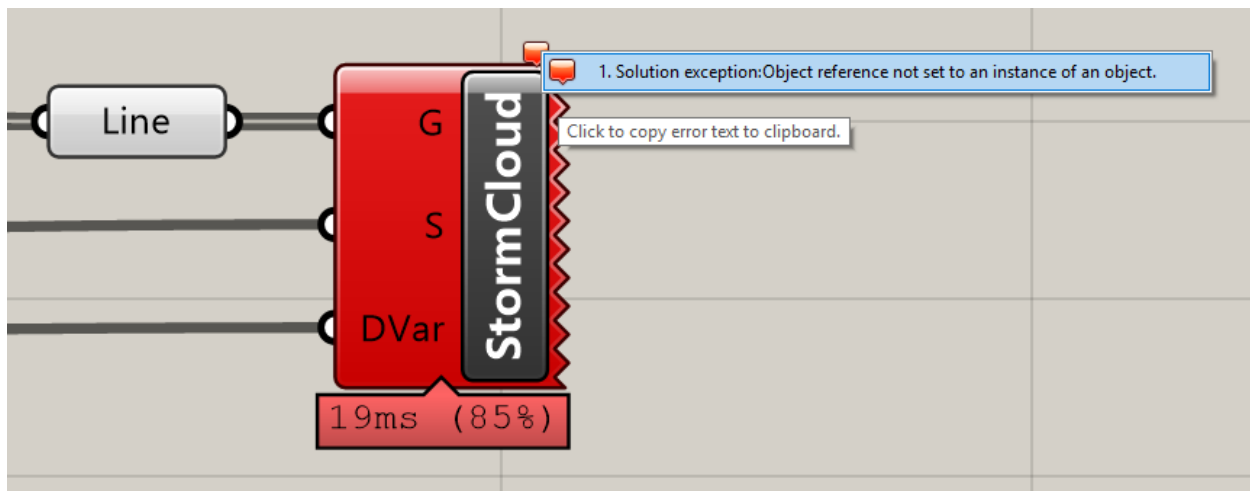 1. Solution exception:Object reference not set to an instance of an object.
Line
G
Click to copy error text to clipboard.
S
DVar
StormCloud
19ms (85%)